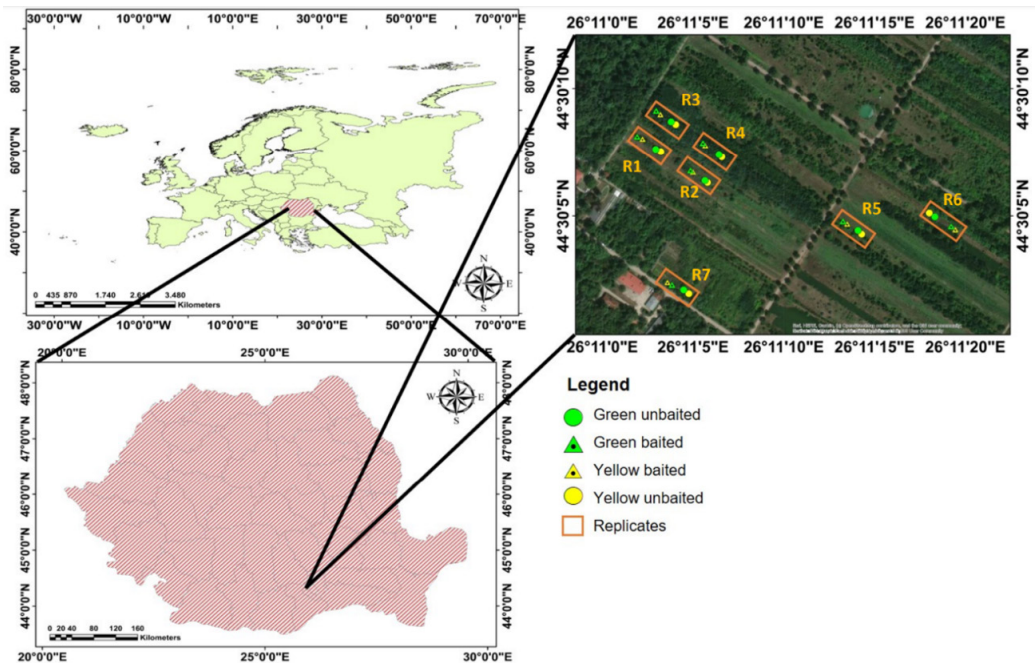 30°0'0"W 10°0'0"W 10°0'0"E 30°0'0"E 50°0'0"E 70°0'0"E
80°0'0"N
60°0'0"N
40°0'0"N
80°0'0"N
60°0'0"N
40°0'0"N
N
W E
S
0 435 870 1.740 2.610 3.480
Kilometers
30°0'0"W 10°0'0"W 10°0'0"E 30°0'0"E 50°0'0"E 70°0'0"E
26°11'0"E 26°11'5"E 26°11'10"E 26°11'15"E 26°11'20"E
44°30'10"N
44°30'5"N
R3
R4
R1
R2
R5
R6
R7
44°30'10"N
44°30'5"N
26°11'0"E 26°11'5"E 26°11'10"E 26°11'15"E 26°11'20"E
20°0'0"E 25°0'0"E 30°0'0"E
48°0'0"N
47°0'0"N
46°0'0"N
45°0'0"N
44°0'0"N
N
W E
S
48°0'0"N
47°0'0"N
46°0'0"N
45°0'0"N
44°0'0"N
0 20 40 80 120 160
Kilometers
20°0'0"E 25°0'0"E 30°0'0"E
Legend
Green unbaited
Green baited
Yellow baited
Yellow unbaited
Replicates